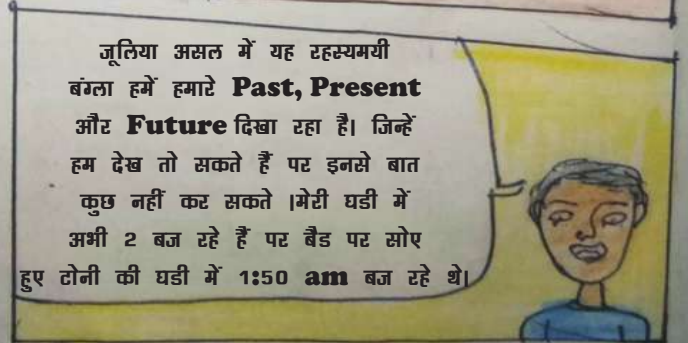 जूलिया असल में यह रहस्यमयी
बंग्ला हमें हमारे Past, Present
और Future दिखा रहा है। जिन्हें
हम देख तो सकते हैं पर इनसे बात
कुछ नहीं कर सकते ।मेरी घडी में
अभी 2 बज रहे हैं पर बैड पर सोए
हुए टोनी की घडी में 1:50 am बज रहे थे।